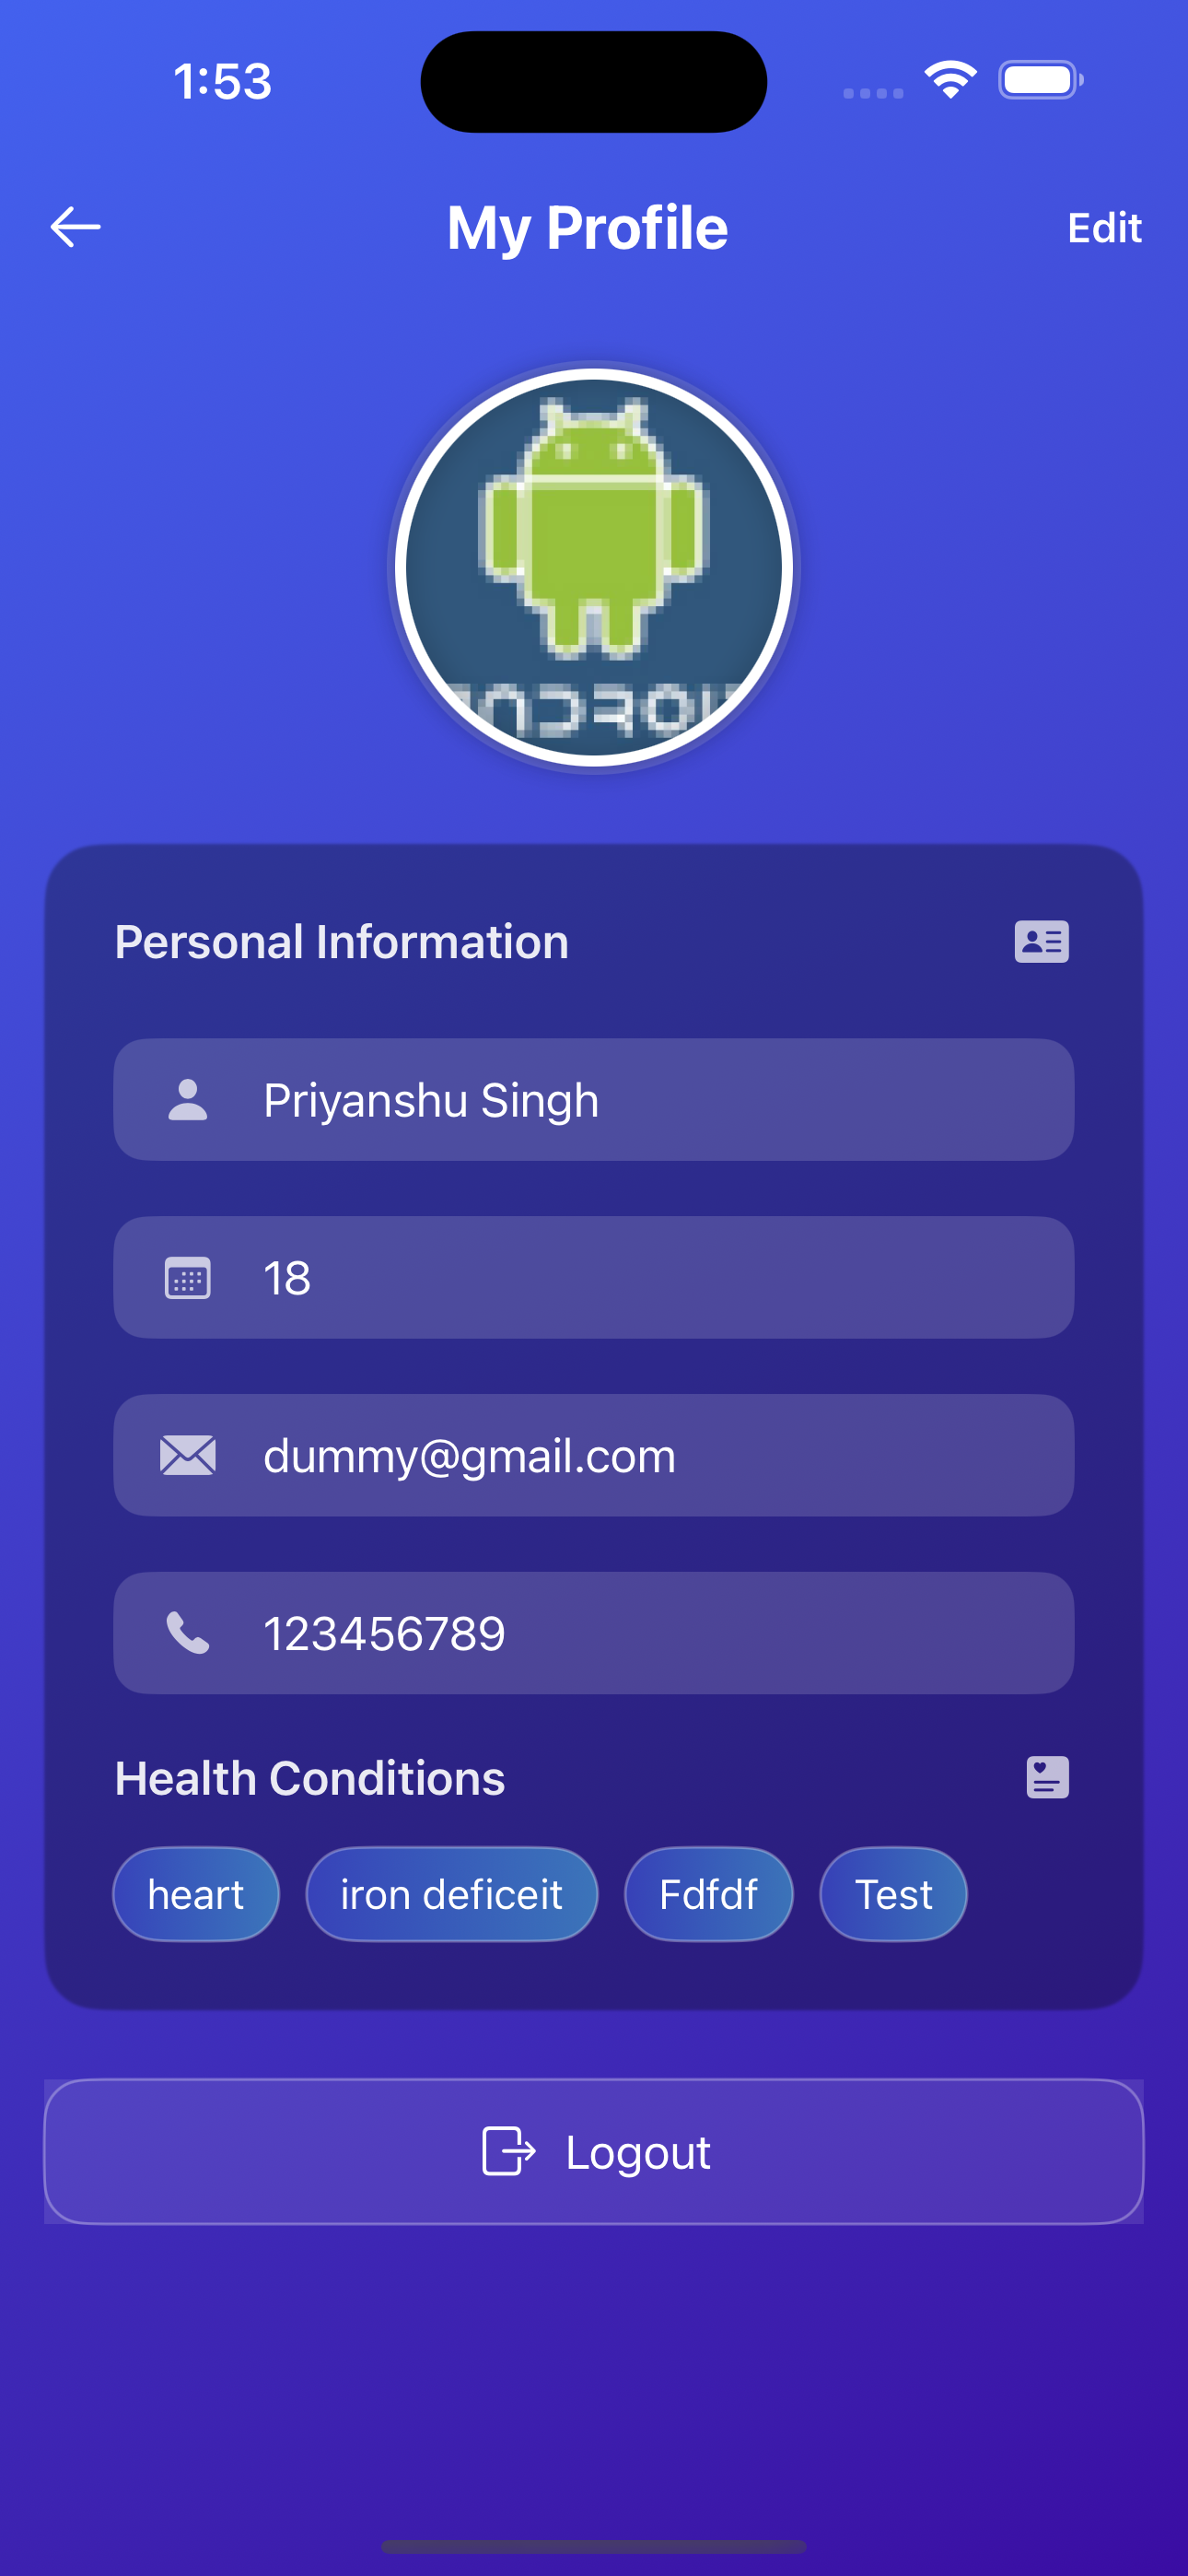 1:53
My Profile
Edit
ANDROID
Personal Information
Priyanshu Singh
18
dummy@gmail.com
123456789
Health Conditions
heart
iron deficeit
Fdfdf
Test
Logout